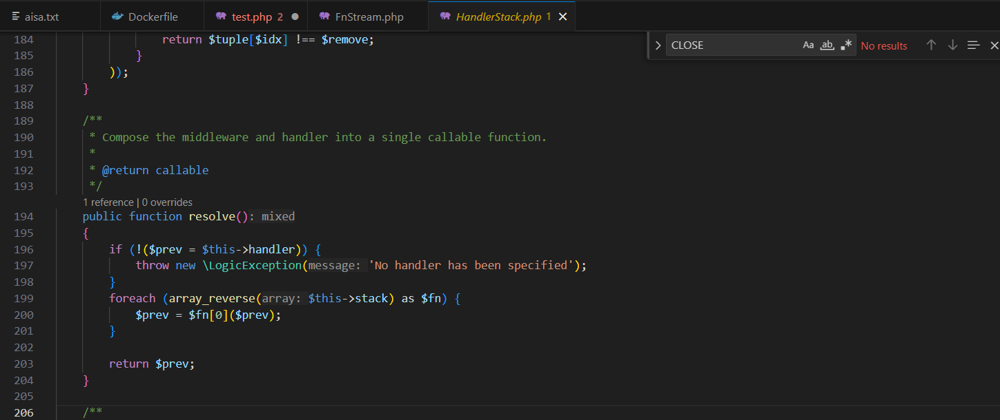 aisa.txt Dockerfile test.php 2 FnStream.php HandlerStack.php 1
CLOSE Aa ab No results
184 return $tuple[$idx] !== $remove;
185 }
186 ));
187 }
188
189 /**
190 * Compose the middleware and handler into a single callable function.
191 *
192 * @return callable
193 */
1 reference | 0 overrides
194 public function resolve(): mixed
195 {
196 if (!($prev = $this->handler)) {
197 throw new \LogicException(message: 'No handler has been specified');
198 }
199 foreach (array_reverse(array: $this->stack) as $fn) {
200 $prev = $fn[0]($prev);
201 }
202
203 return $prev;
204 }
205
206 /**